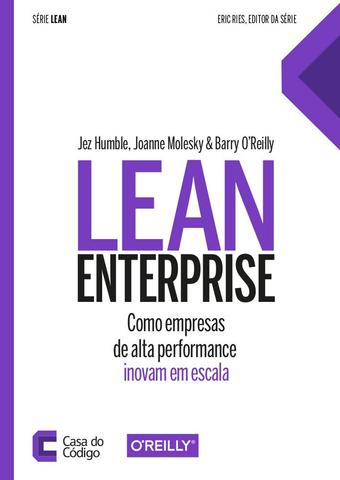 SÉRIE LEAN
ERIC RIES, EDITOR DA SÉRIE
Jez Humble, Joanne Molesky & Barry O'Reilly
LEAN
ENTERPRISE
Como empresas
de alta performance
inovam em escala
Casa do
Código
O'REILLY®